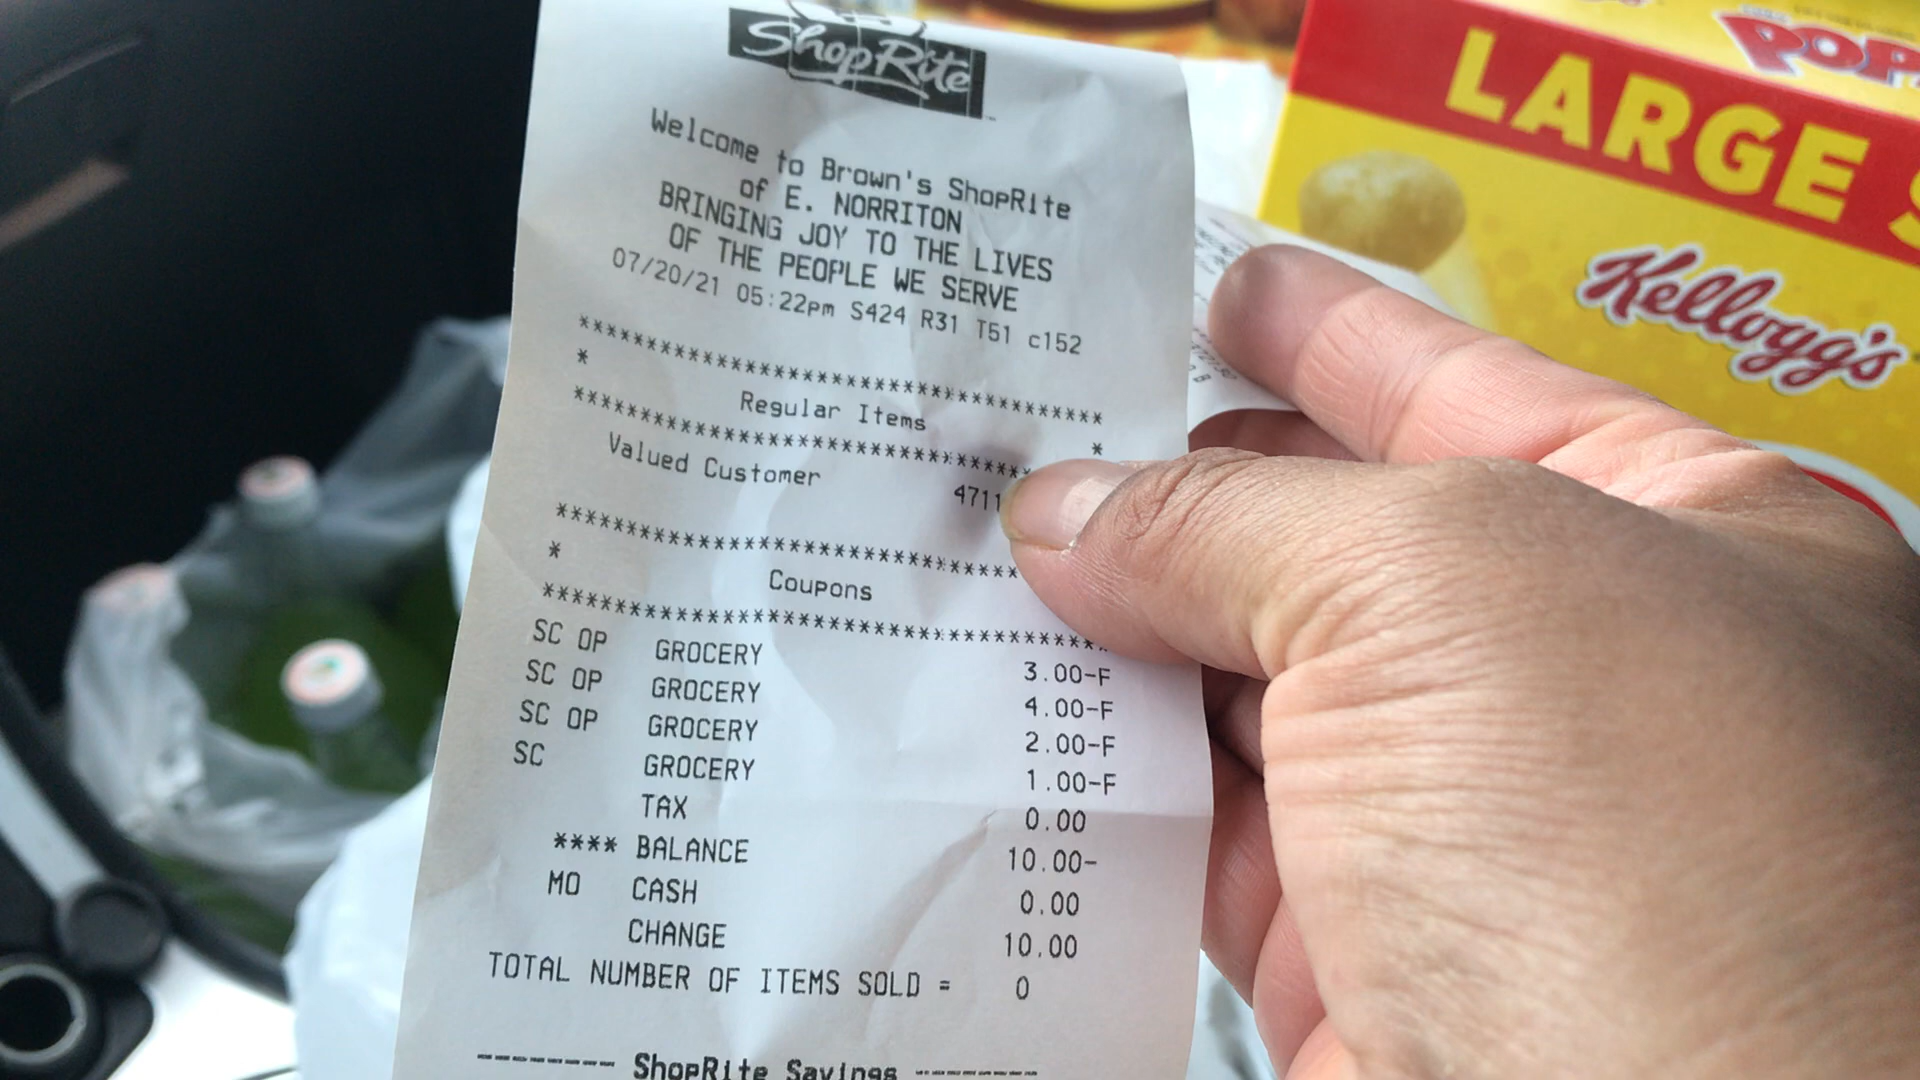 ShopRite
Welcome to Brown's ShopRite
of E. NORRITON
BRINGING JOY TO THE LIVES
OF THE PEOPLE WE SERVE
07/20/21 05:22pm S424 R31 T51 c152
*************************************
* Regular Items *
*************************************
Valued Customer 4711
*************************************
* Coupons
*************************************
SC OP GROCERY 3.00-F
SC OP GROCERY 4.00-F
SC OP GROCERY 2.00-F
SC GROCERY 1.00-F
TAX 0.00
**** BALANCE 10.00-
MO CASH 0.00
CHANGE 10.00
TOTAL NUMBER OF ITEMS SOLD = 0
------- ShopRite Savings -------
POP
LARGE S
Kellogg's